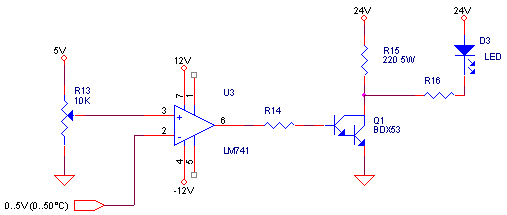 24V
24V
D3
LED
5V
12V
R15
220 5W
R13
10K
U3
R16
7
1
3
+
R14
6
Q1
BDX53
2
-
LM741
4
5
-12V
0..5V(0..50°C)